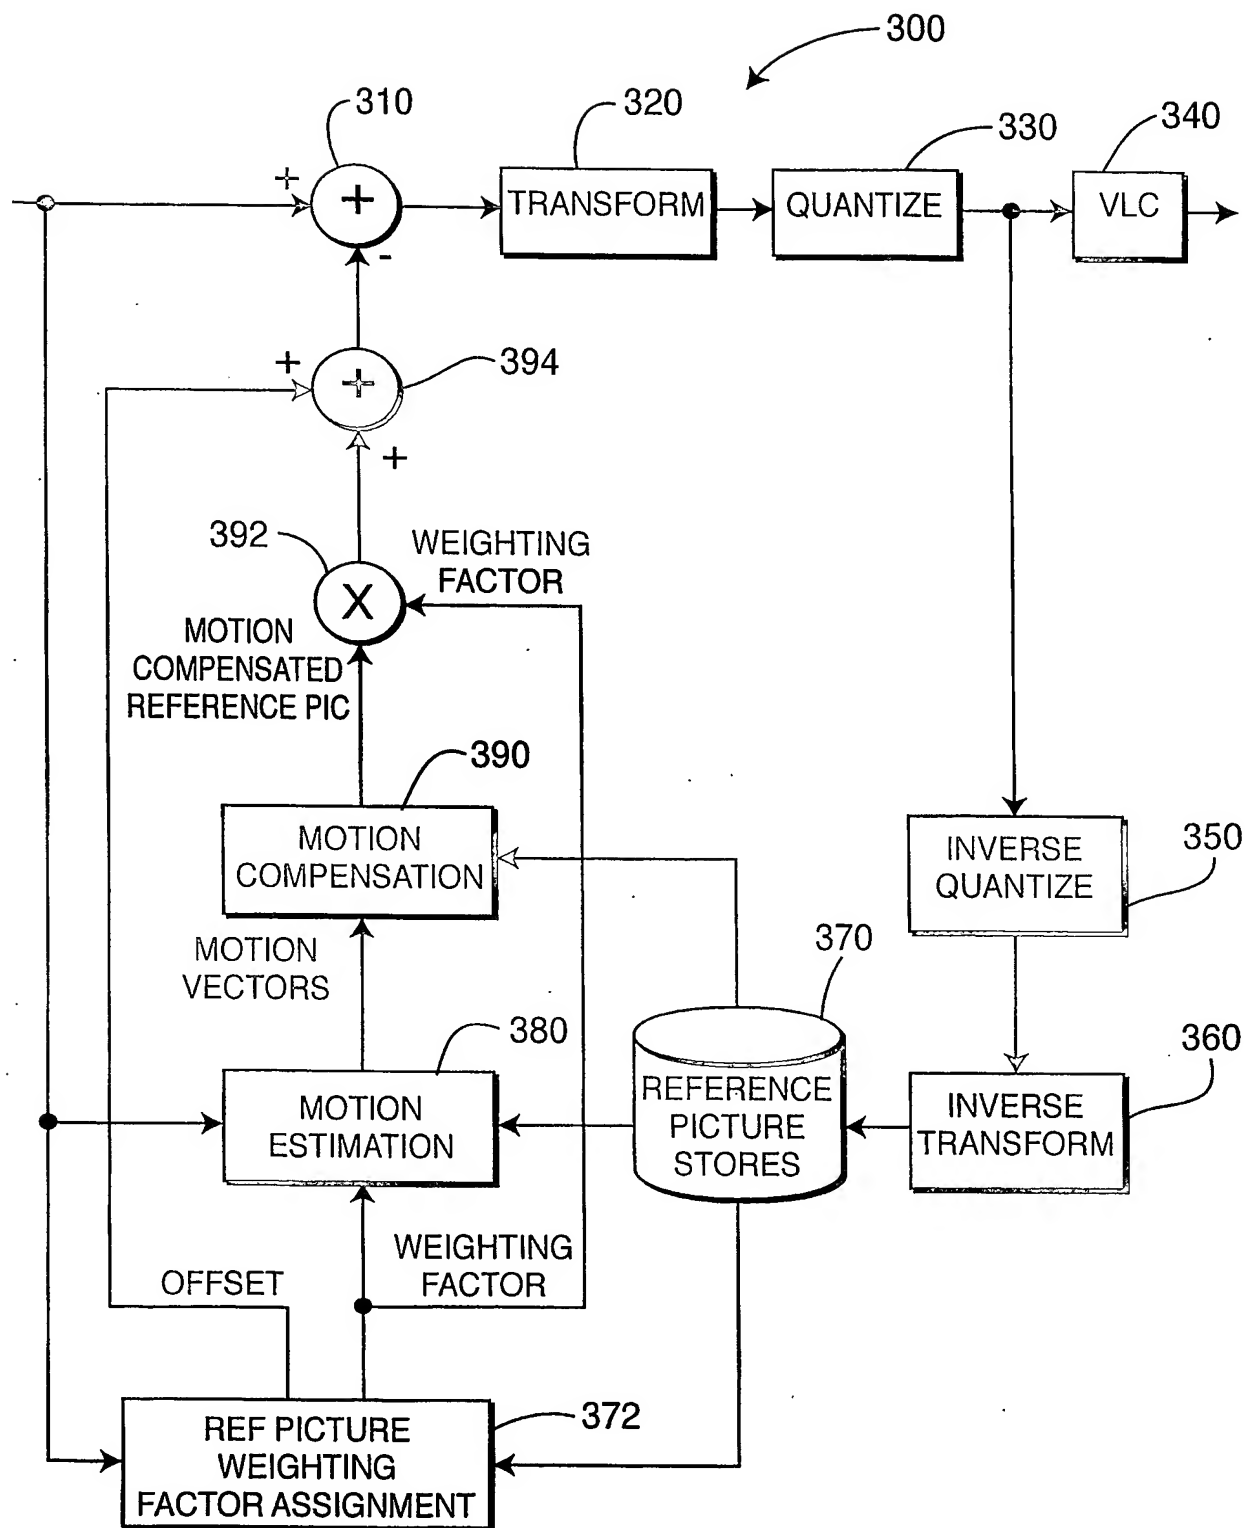 300
310
320
330
340
+
+
TRANSFORM
QUANTIZE
VLC
-
+
+
394
+
392
WEIGHTING
FACTOR
X
MOTION
COMPENSATED
REFERENCE PIC
390
MOTION
COMPENSATION
INVERSE
QUANTIZE
350
MOTION
VECTORS
370
380
360
MOTION
ESTIMATION
REFERENCE
PICTURE
STORES
INVERSE
TRANSFORM
OFFSET
WEIGHTING
FACTOR
372
REF PICTURE
WEIGHTING
FACTOR ASSIGNMENT